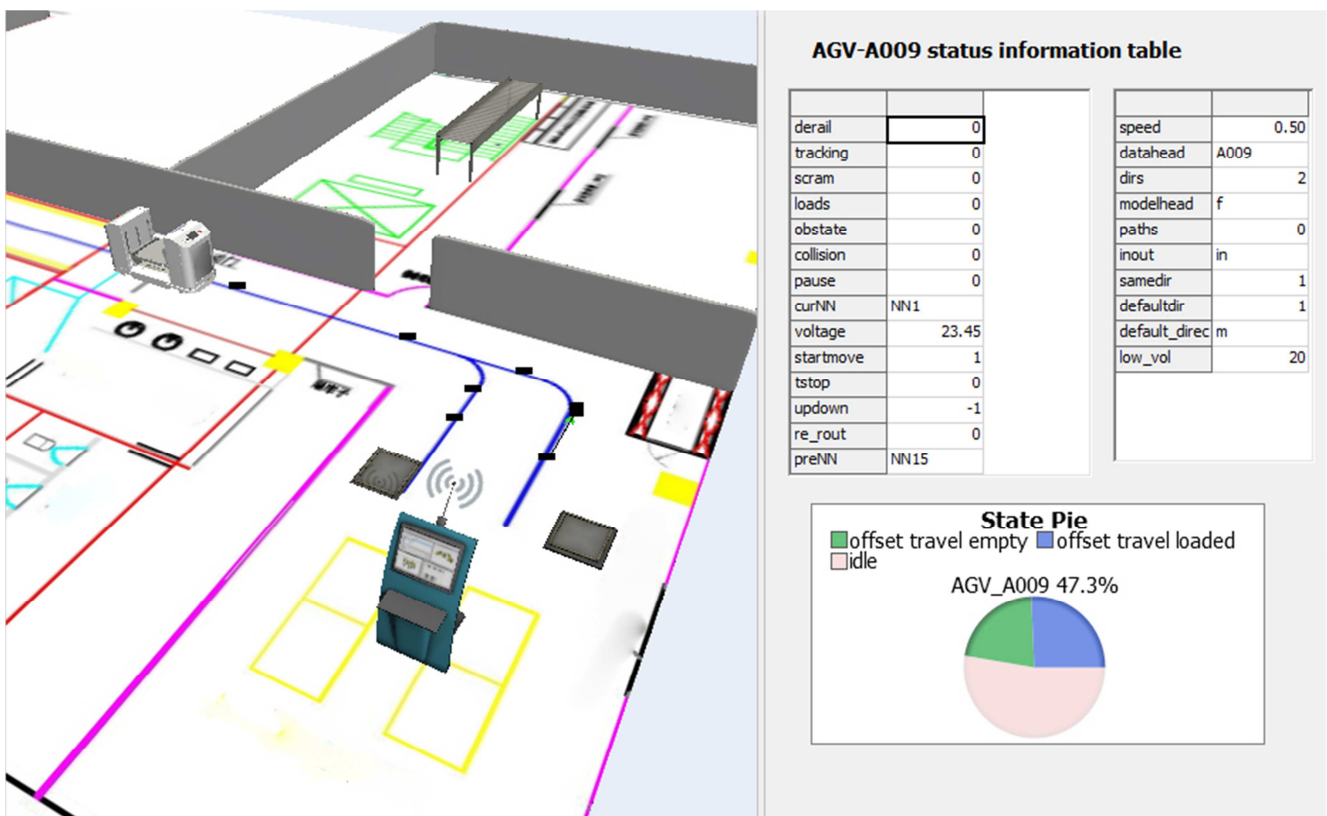 AGV-A009 status information table
derail 0
tracking 0
scram 0
loads 0
obstate 0
collision 0
pause 0
curNN NN1
voltage 23.45
startmove 1
tstop 0
updown -1
re_rout 0
preNN NN15
speed 0.50
datahead A009
dirs 2
modelhead f
paths 0
inout in
samedir 1
defaultdir 1
default_direc m
low_vol 20
State Pie
offset travel empty offset travel loaded
idle
AGV_A009 47.3%